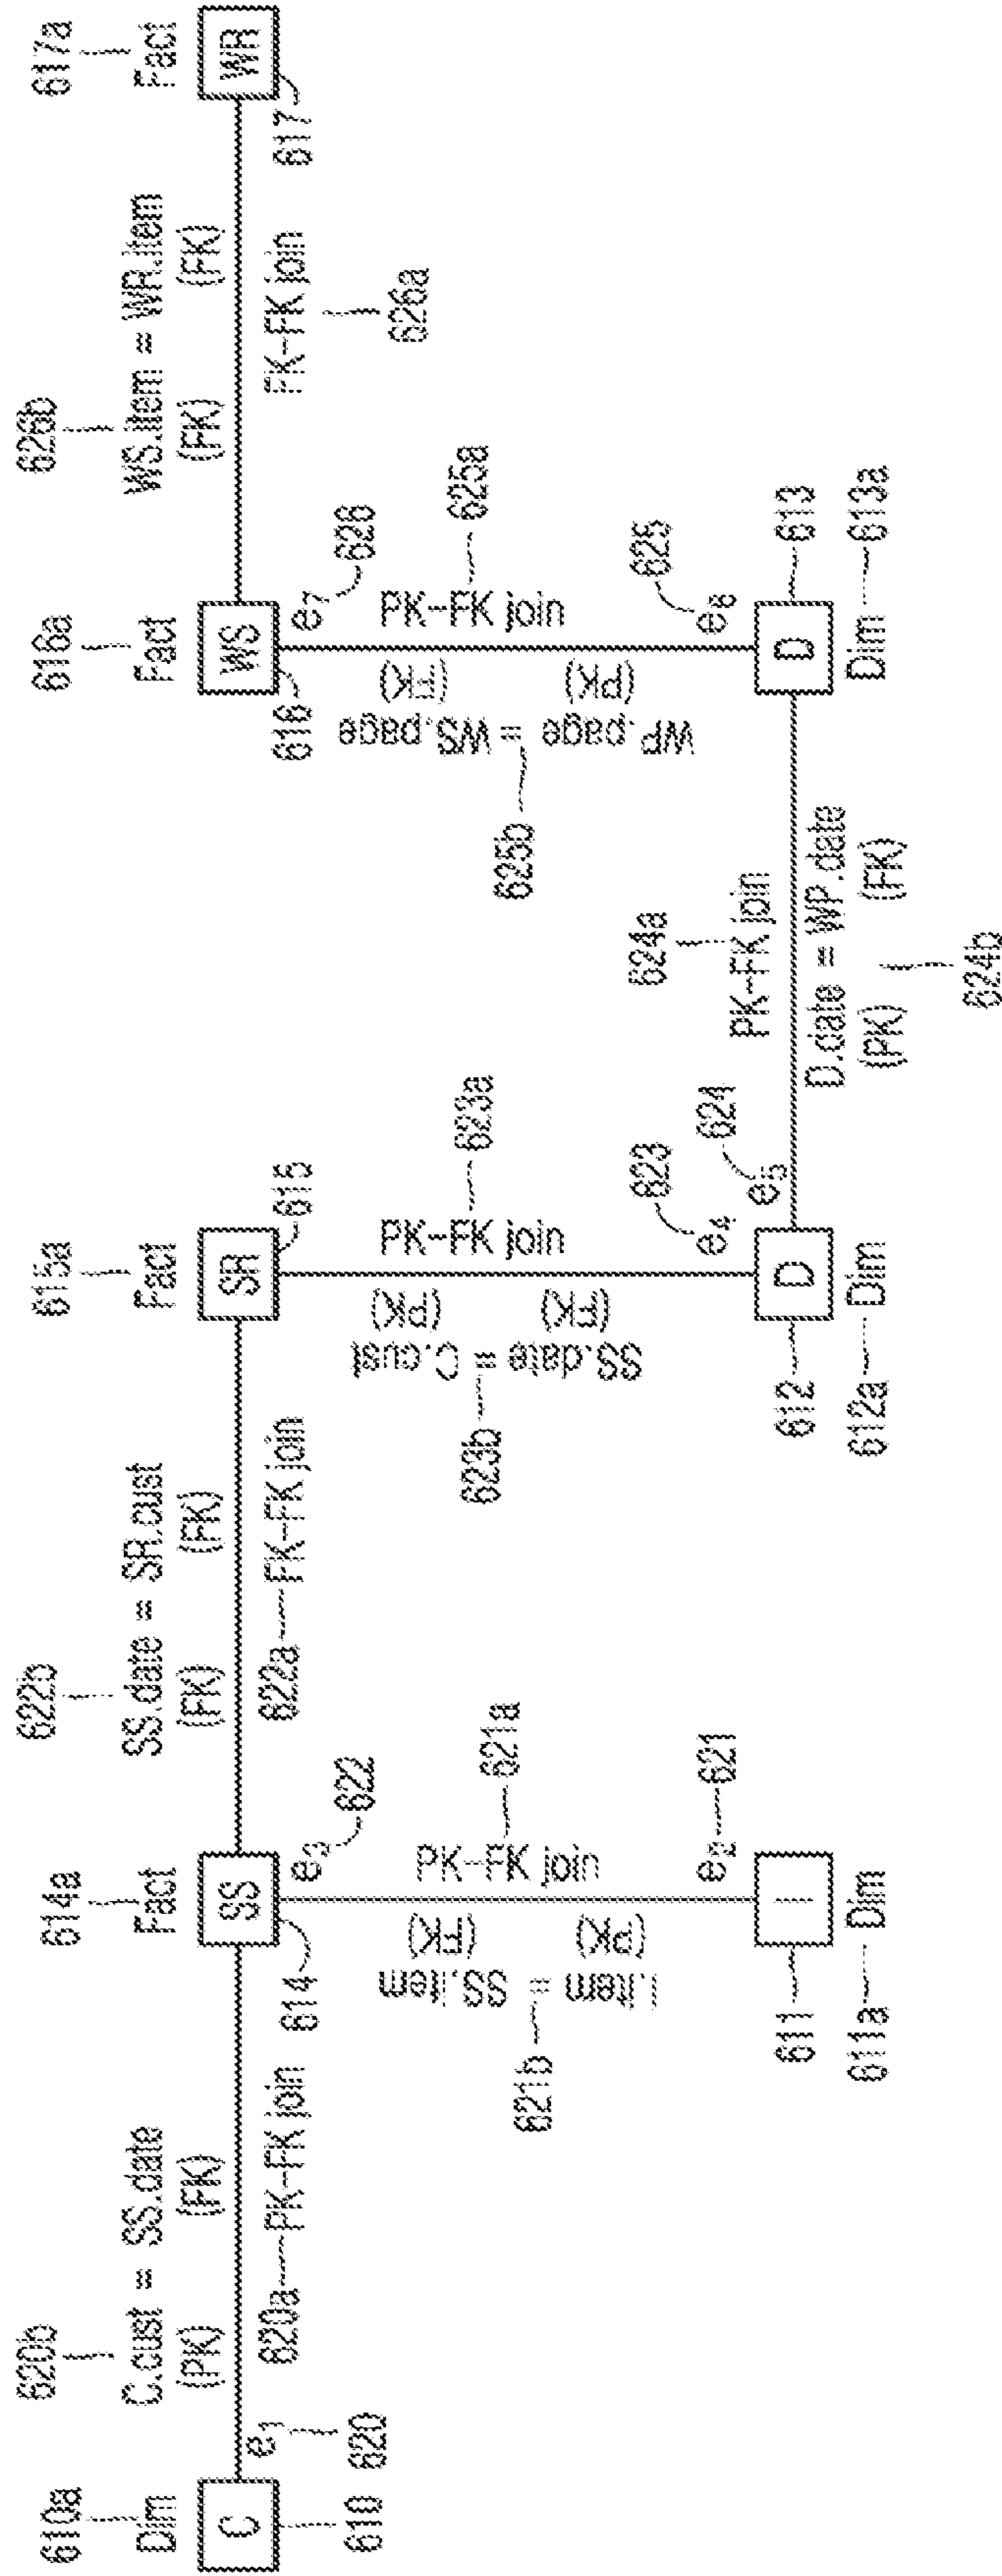 610a
Dim
C
610
e1
620
620b
C.cust = SS.date
(PK) (FK)
620a
PK-FK join
614a
Fact
SS
614
e3
622
621b
I.item = SS.item
(PK) (FK)
PK-FK join
621a
e2
621
I
611
Dim
611a
622b
SS.date = SR.cust
(FK) (FK)
622a
FK-FK join
615a
Fact
SR
615
623b
SS.date = C.cust
(FK) (PK)
PK-FK join
623a
e4
623
e5
624
D
612
Dim
612a
624a
PK-FK join
D.date = WP.date
(PK) (FK)
624b
616a
Fact
WS
616
e7
626
625b
WP.page = WS.page
(PK) (FK)
PK-FK join
625a
e6
625
D
613
Dim
613a
626b
WS.item = WR.item
(FK) (FK)
FK-FK join
626a
617a
Fact
WR
617